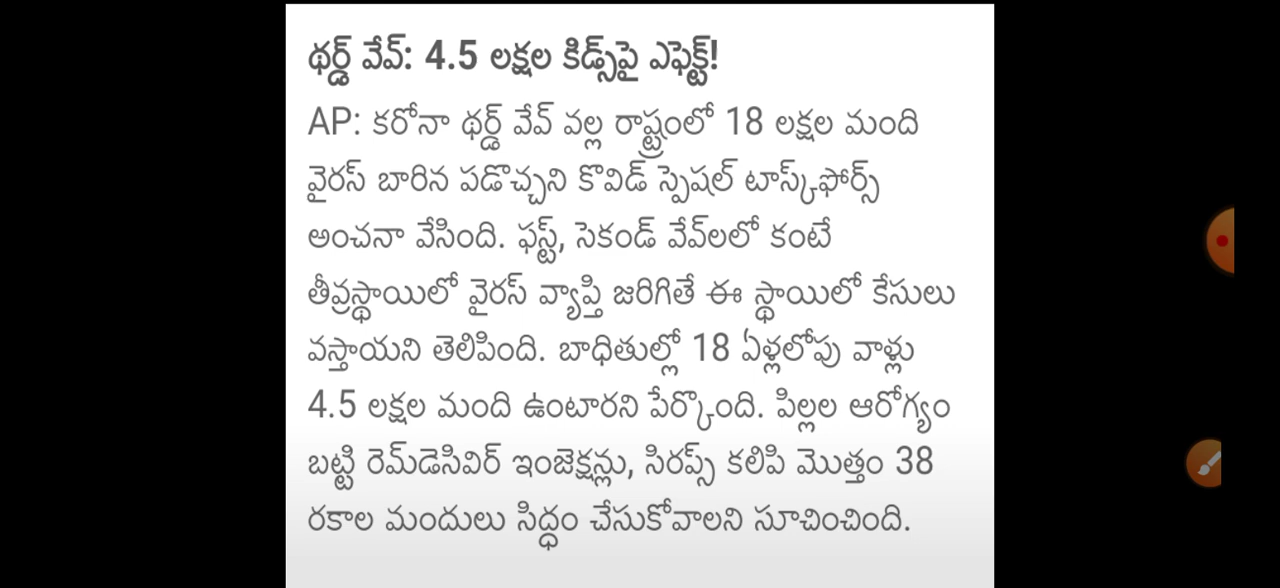 థర్డ్ వేవ్: 4.5 లక్షల కిడ్స్‌పై ఎఫెక్ట్!
AP: కరోనా థర్డ్ వేవ్ వల్ల రాష్ట్రంలో 18 లక్షల మంది
వైరస్ బారిన పడొచ్చని కొవిడ్ స్పెషల్ టాస్క్‌ఫోర్స్
అంచనా వేసింది. ఫస్ట్, సెకండ్ వేవ్‌లలో కంటే
తీవ్రస్థాయిలో వైరస్ వ్యాప్తి జరిగితే ఈ స్థాయిలో కేసులు
వస్తాయని తెలిపింది. బాధితుల్లో 18 ఏళ్లలోపు వాళ్లు
4.5 లక్షల మంది ఉంటారని పేర్కొంది. పిల్లల ఆరోగ్యం
బట్టి రెమ్‌డెసివిర్ ఇంజెక్షన్లు, సిరప్స్ కలిపి మొత్తం 38
రకాల మందులు సిద్ధం చేసుకోవాలని సూచించింది.